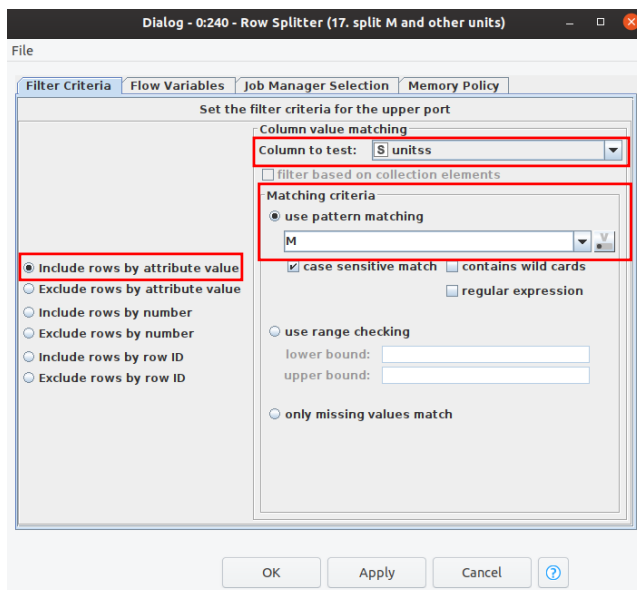 Dialog - 0:240 - Row Splitter (17. split M and other units)
File
Filter Criteria Flow Variables Job Manager Selection Memory Policy
Set the filter criteria for the upper port
Column value matching
Column to test: S unitss
filter based on collection elements
Matching criteria
use pattern matching
M
case sensitive match contains wild cards
regular expression
Include rows by attribute value
Exclude rows by attribute value
Include rows by number
Exclude rows by number
Include rows by row ID
Exclude rows by row ID
use range checking
lower bound:
upper bound:
only missing values match
OK Apply Cancel ?